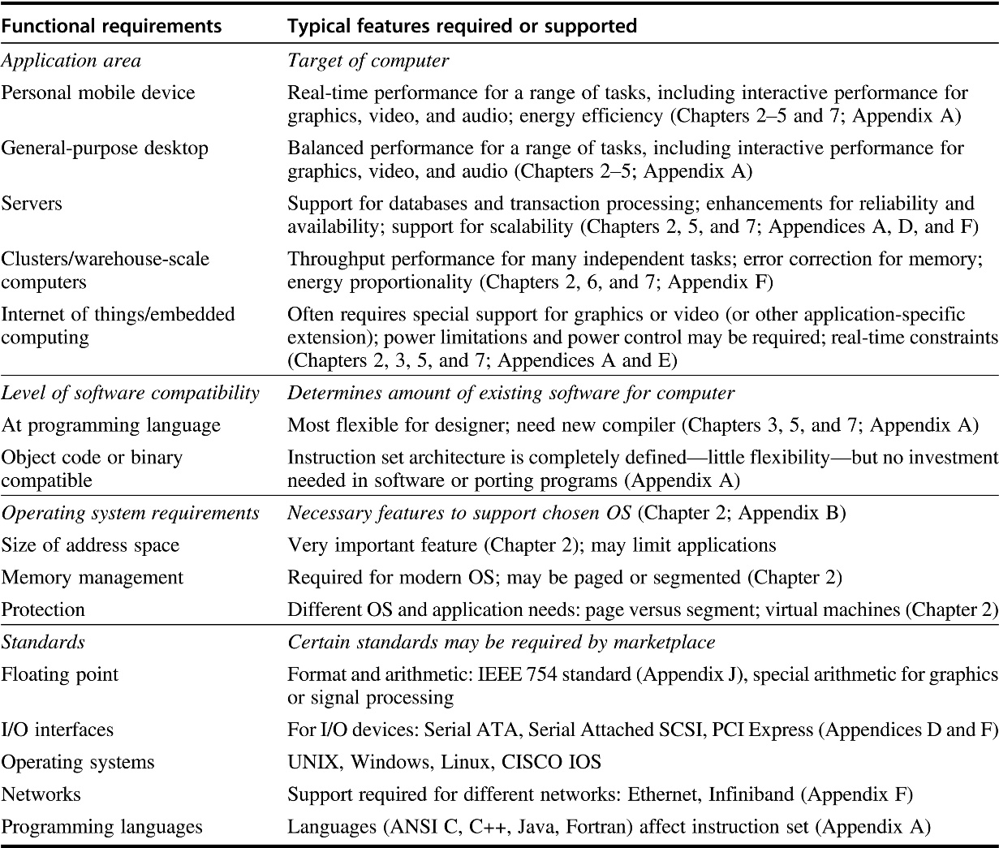 Functional requirements Typical features required or supported
Application area Target of computer
Personal mobile device Real-time performance for a range of tasks, including interactive performance for
graphics, video, and audio; energy efficiency (Chapters 2–5 and 7; Appendix A)
General-purpose desktop Balanced performance for a range of tasks, including interactive performance for
graphics, video, and audio (Chapters 2–5; Appendix A)
Servers Support for databases and transaction processing; enhancements for reliability and
availability; support for scalability (Chapters 2, 5, and 7; Appendices A, D, and F)
Clusters/warehouse-scale Throughput performance for many independent tasks; error correction for memory;
computers energy proportionality (Chapters 2, 6, and 7; Appendix F)
Internet of things/embedded Often requires special support for graphics or video (or other application-specific
computing extension); power limitations and power control may be required; real-time constraints
(Chapters 2, 3, 5, and 7; Appendices A and E)
Level of software compatibility Determines amount of existing software for computer
At programming language Most flexible for designer; need new compiler (Chapters 3, 5, and 7; Appendix A)
Object code or binary Instruction set architecture is completely defined—little flexibility—but no investment
compatible needed in software or porting programs (Appendix A)
Operating system requirements Necessary features to support chosen OS (Chapter 2; Appendix B)
Size of address space Very important feature (Chapter 2); may limit applications
Memory management Required for modern OS; may be paged or segmented (Chapter 2)
Protection Different OS and application needs: page versus segment; virtual machines (Chapter 2)
Standards Certain standards may be required by marketplace
Floating point Format and arithmetic: IEEE 754 standard (Appendix J), special arithmetic for graphics
or signal processing
I/O interfaces For I/O devices: Serial ATA, Serial Attached SCSI, PCI Express (Appendices D and F)
Operating systems UNIX, Windows, Linux, CISCO IOS
Networks Support required for different networks: Ethernet, Infiniband (Appendix F)
Programming languages Languages (ANSI C, C++, Java, Fortran) affect instruction set (Appendix A)